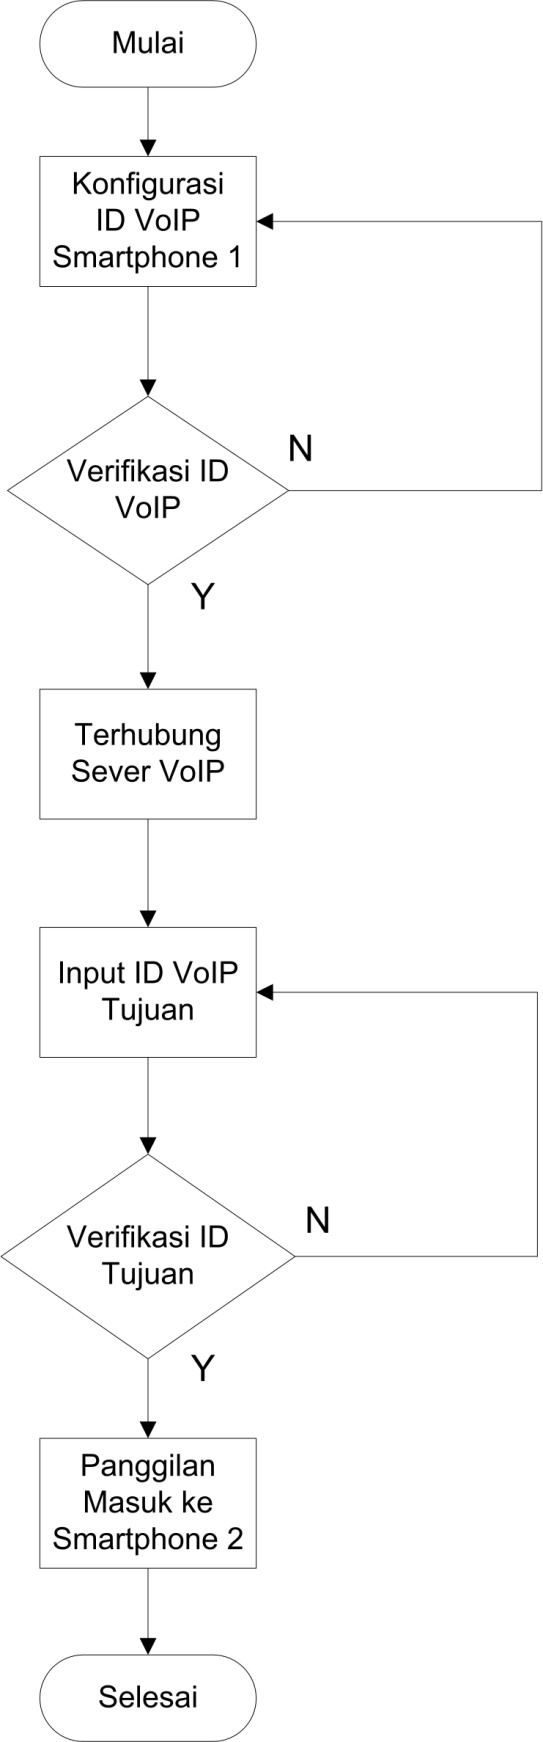 Mulai
Konfigurasi
ID VoIP
Smartphone 1
Verifikasi ID
VoIP
N
Y
Terhubung
Sever VoIP
Input ID VoIP
Tujuan
Verifikasi ID
Tujuan
N
Y
Panggilan
Masuk ke
Smartphone 2
Selesai